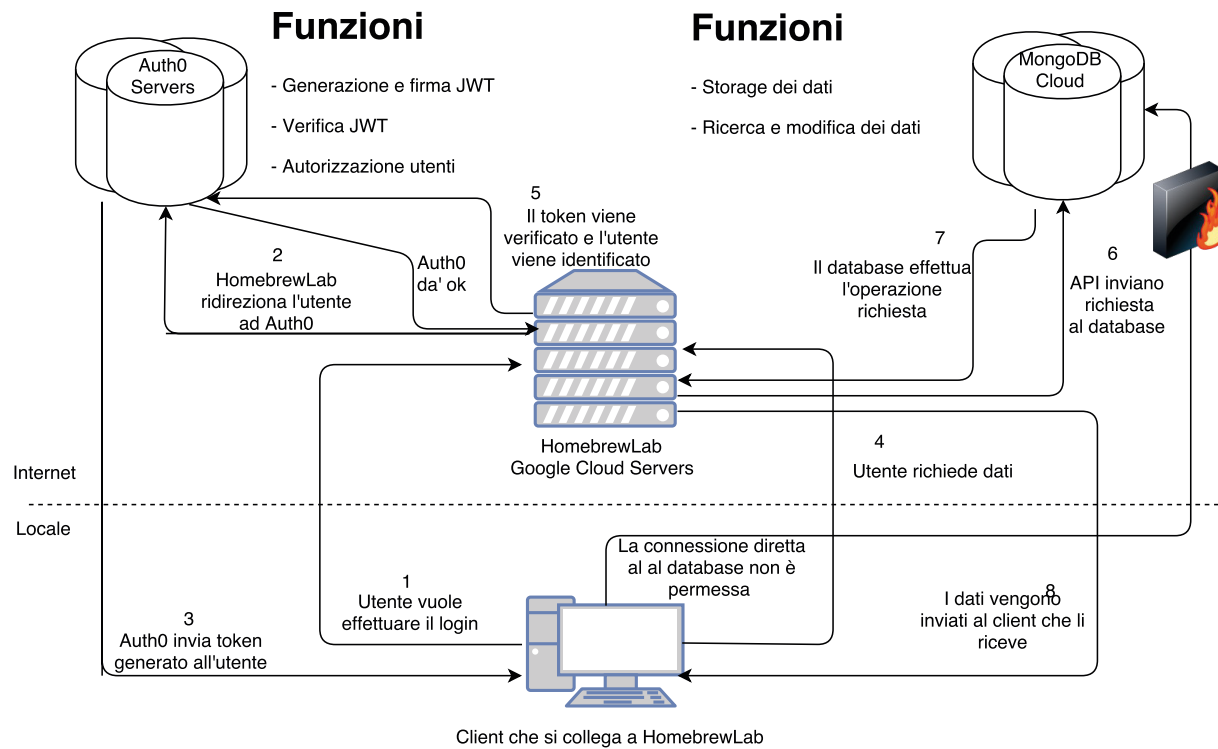 Funzioni
Funzioni
Auth0
Servers
- Generazione e firma JWT
- Verifica JWT
- Autorizzazione utenti
MongoDB
Cloud
- Storage dei dati
- Ricerca e modifica dei dati
5
Il token viene
verificato e l'utente
viene identificato
2
HomebrewLab
ridireziona l'utente
ad Auth0
Auth0
da' ok
7
Il database effettua
l'operazione
richiesta
6
API inviano
richiesta
al database
HomebrewLab
Google Cloud Servers
4
Utente richiede dati
Internet
Locale
La connessione diretta
al al database non è
permessa
1
Utente vuole
effettuare il login
3
Auth0 invia token
generato all'utente
8
I dati vengono
inviati al client che li
riceve
Client che si collega a HomebrewLab